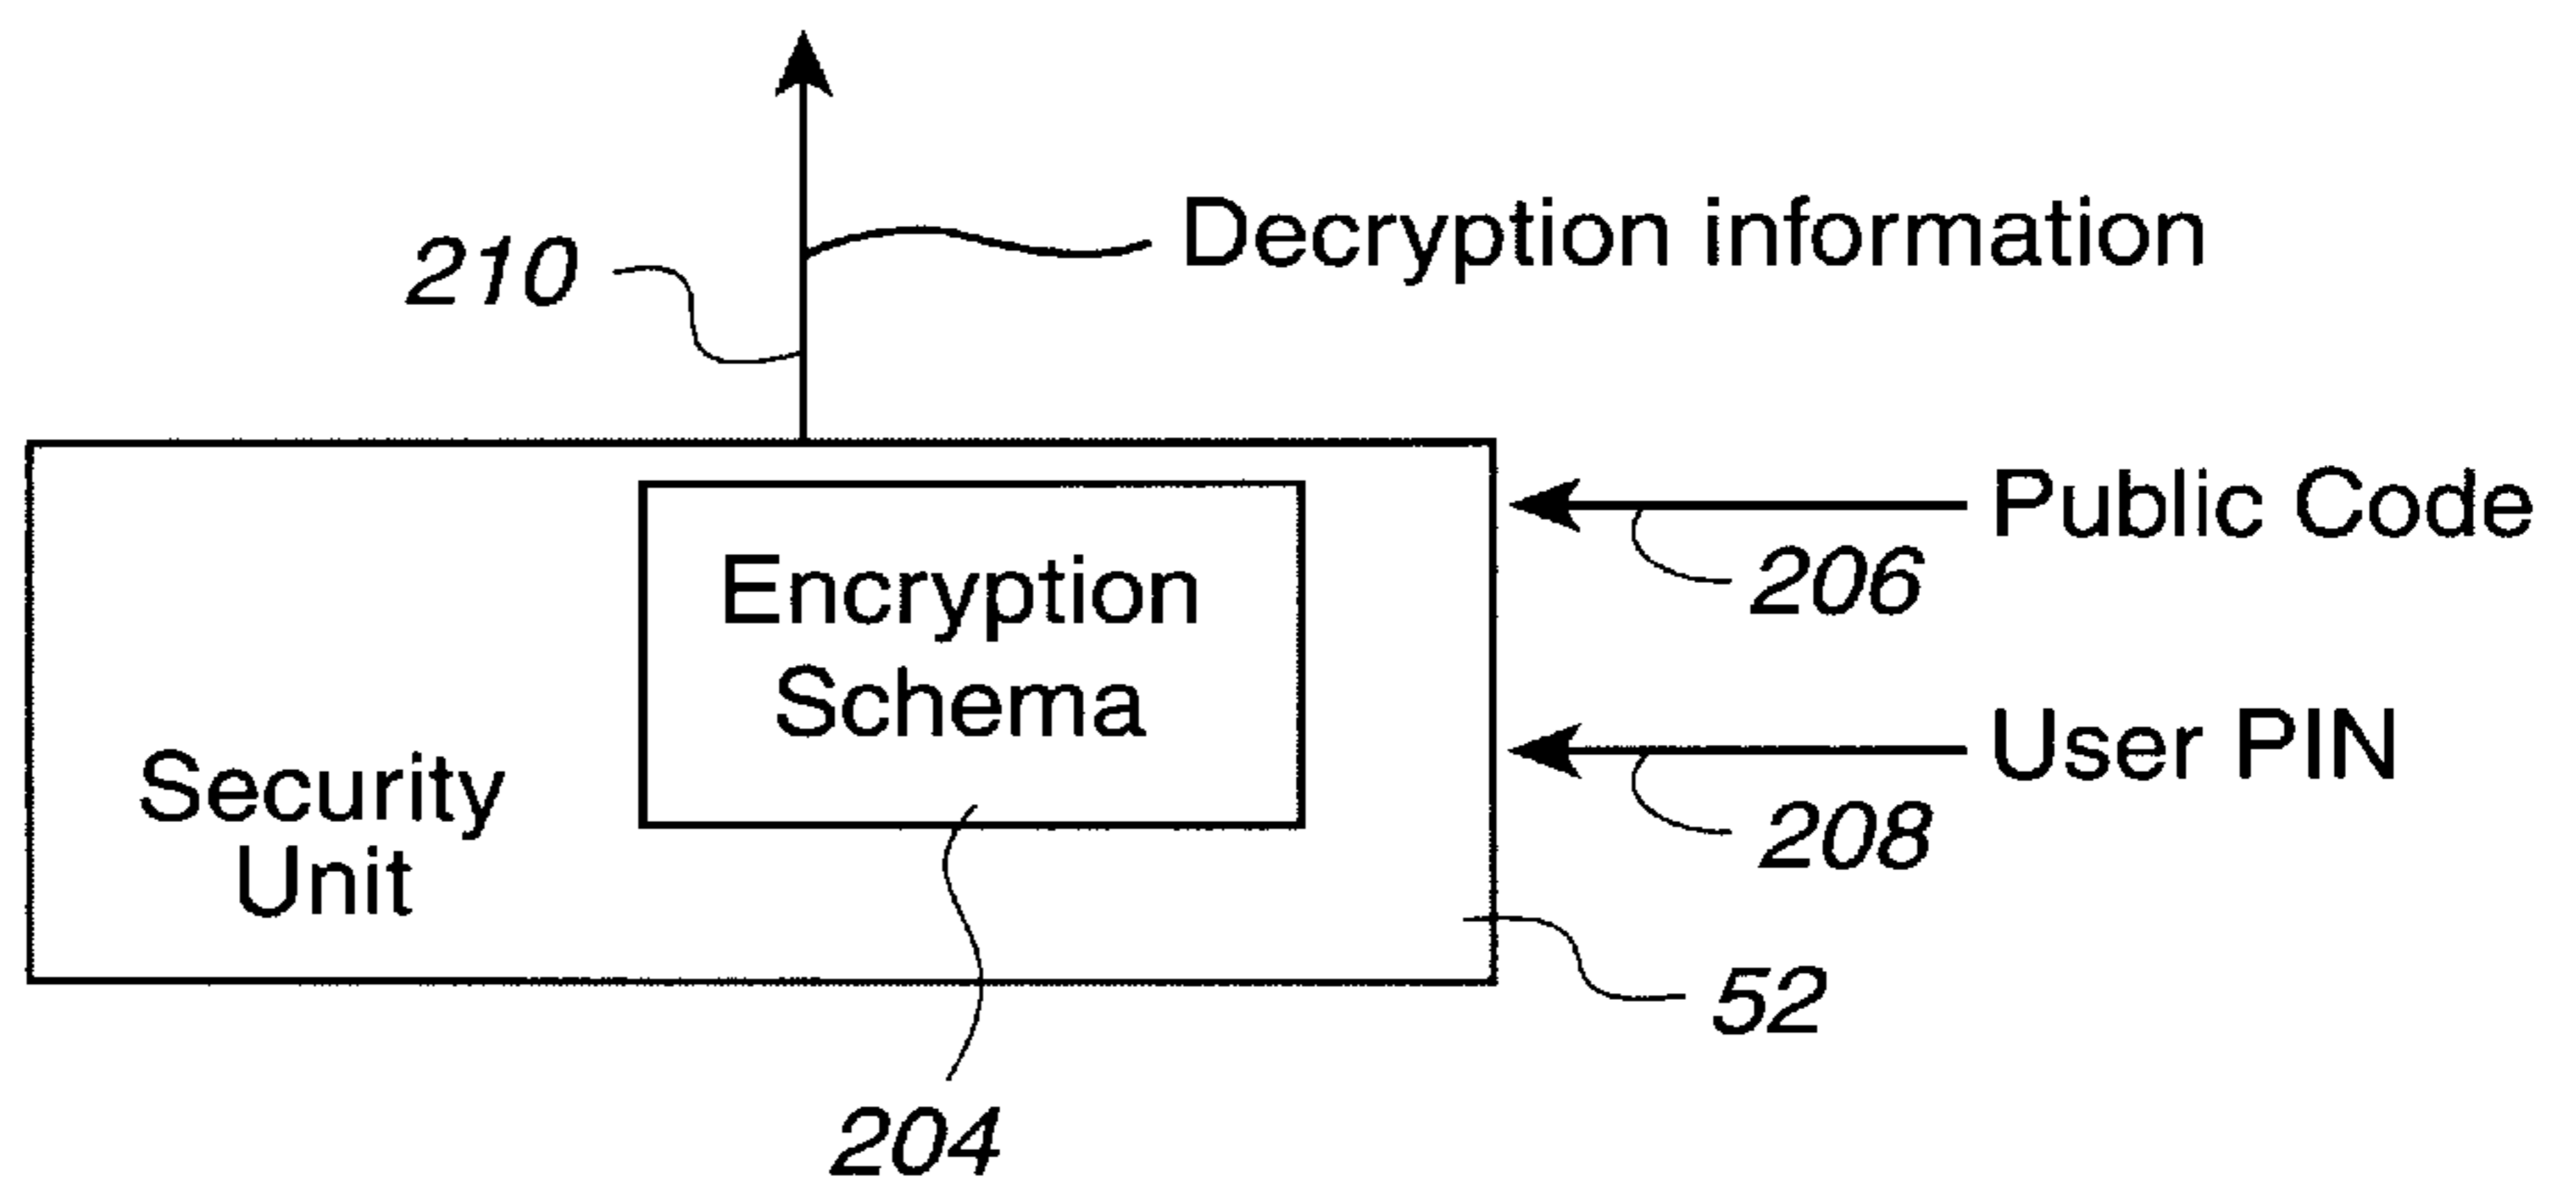 Decryption information
210
Public Code
206
Encryption
Schema
User PIN
208
Security
Unit
52
204